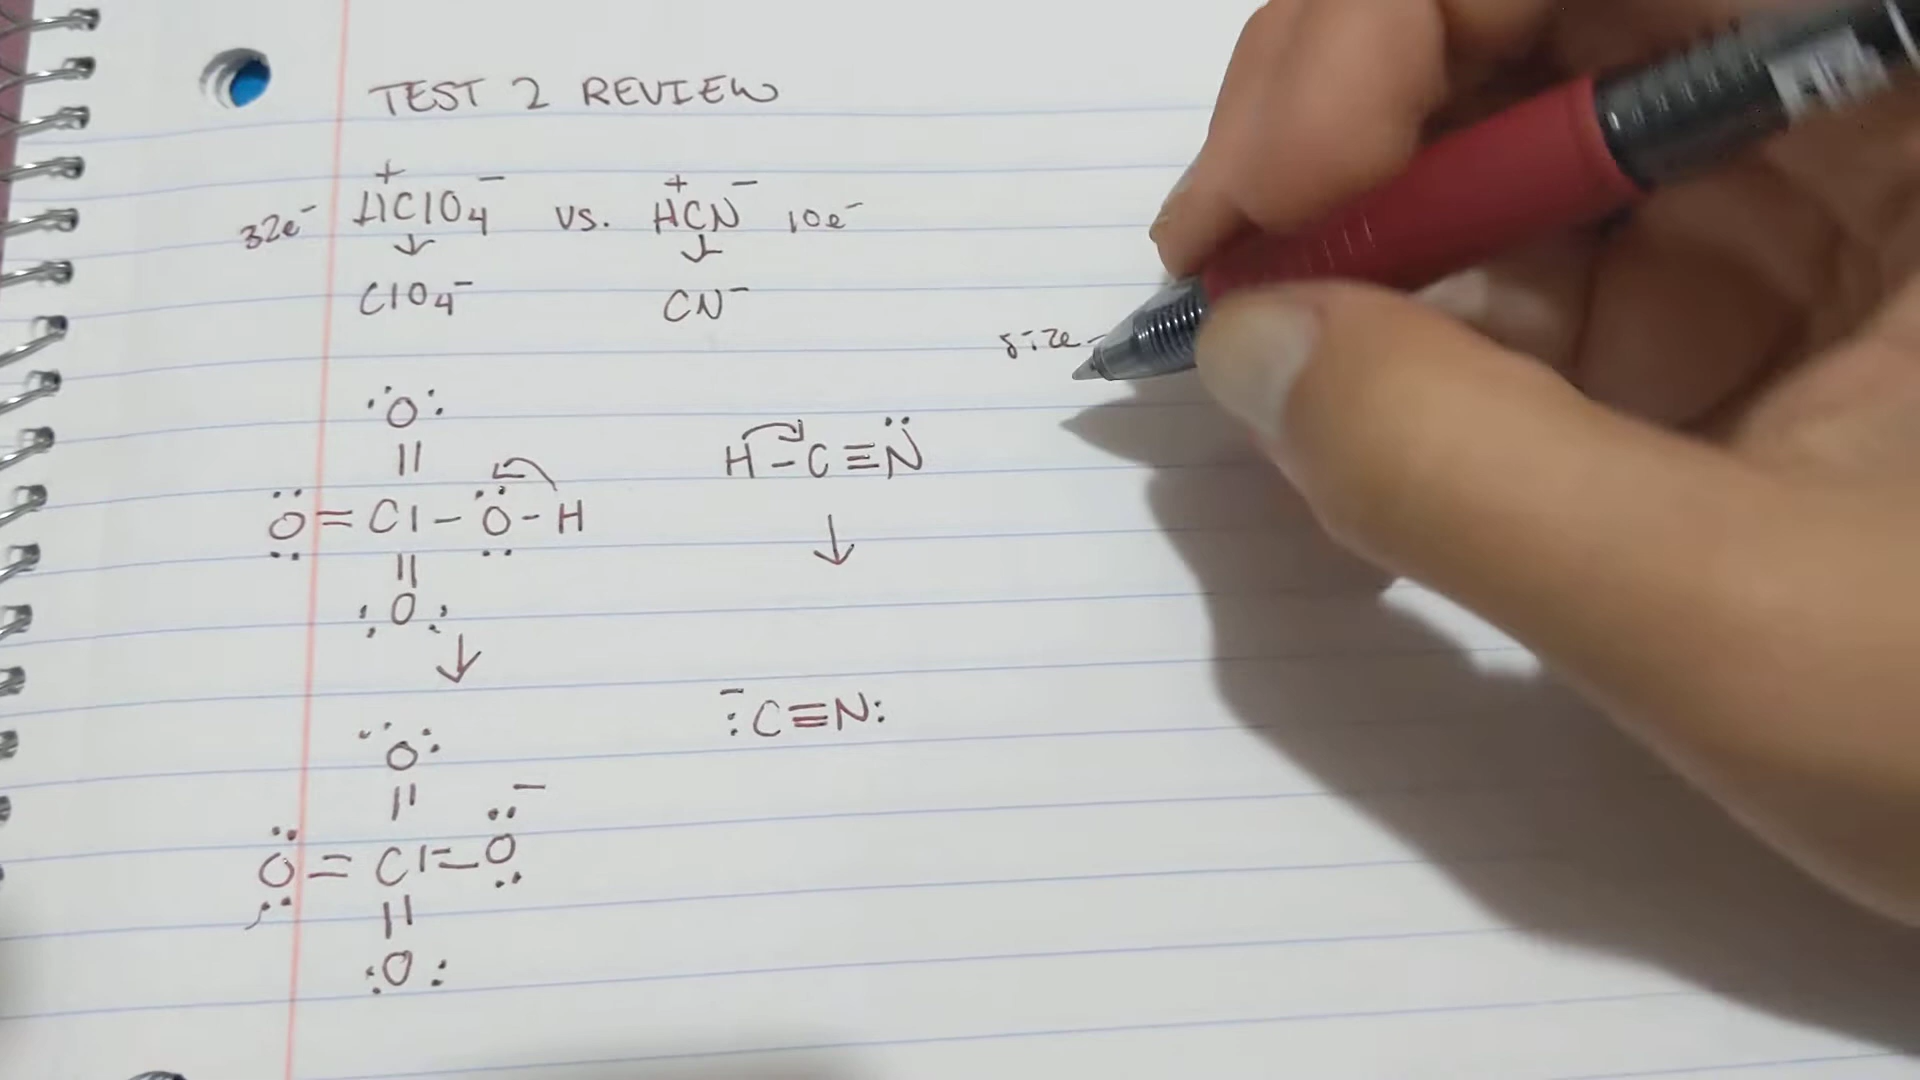 TEST 2 REVIEW
+ − + −
32e⁻ HClO₄ vs. HCN 10e⁻
↓ ↓
ClO₄⁻ CN⁻
size-
:Ö:
||
H-C≡N̈
Ö=Cl-Ö-H
||
:O:
↓ ↓
:Ö:
||
⁻:C≡N:
Ö=Cl-Ö⁻
||
:O: